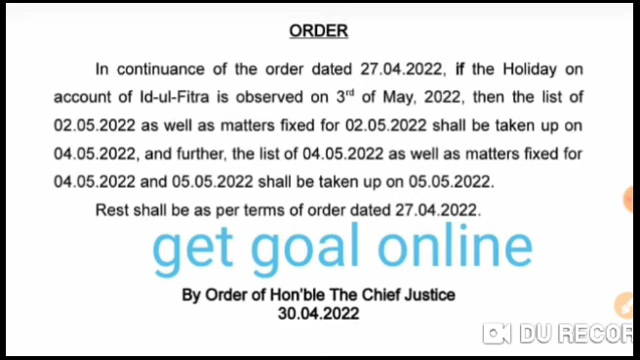 ORDER
In continuance of the order dated 27.04.2022, if the Holiday on
account of Id-ul-Fitra is observed on 3rd of May, 2022, then the list of
02.05.2022 as well as matters fixed for 02.05.2022 shall be taken up on
04.05.2022, and further, the list of 04.05.2022 as well as matters fixed for
04.05.2022 and 05.05.2022 shall be taken up on 05.05.2022.
Rest shall be as per terms of order dated 27.04.2022.
get goal online
By Order of Hon'ble The Chief Justice
30.04.2022
DU RECOR